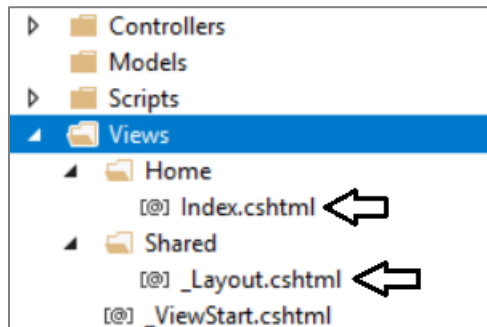 Controllers
Models
Scripts
Views
Home
[@] Index.cshtml
Shared
[@] _Layout.cshtml
[@] _ViewStart.cshtml